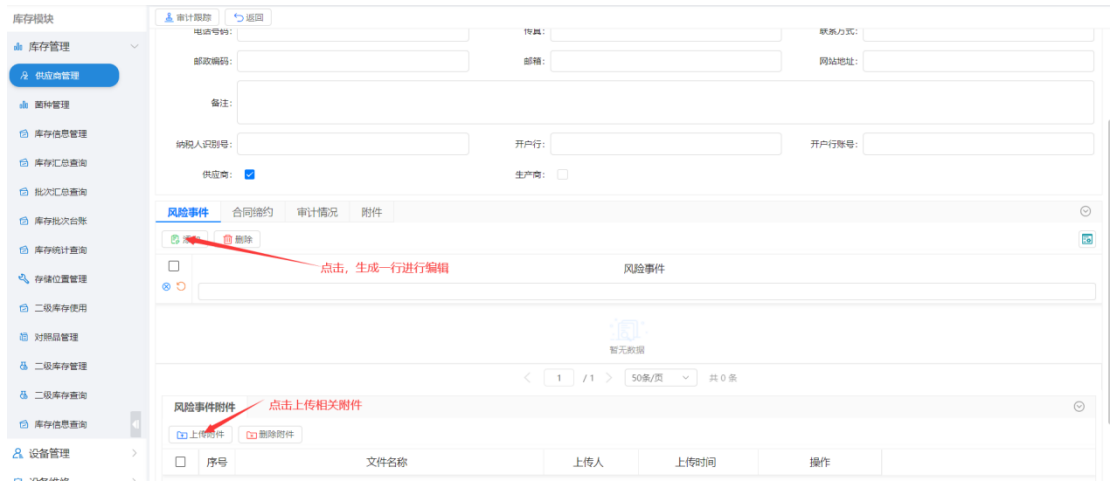 库存模块
审计跟踪 返回
库存管理
供应商管理
菌种管理
库存信息管理
库存汇总查询
批次汇总查询
库存批次台账
库存统计查询
存储位置管理
二级库存使用
对照品管理
二级库存管理
二级库存查询
库存信息查询
设备管理
设备维修
电话号码: 传真: 联系方式:
邮政编码: 邮箱: 网站地址:
备注:
纳税人识别号: 开户行: 开户行账号:
供应商: 生产商:
风险事件 合同缔约 审计情况 附件
删除
点击，生成一行进行编辑
风险事件
暂无数据
1 / 1 50条/页 共 0 条
风险事件附件 点击上传相关附件
上传附件 删除附件
序号 文件名称 上传人 上传时间 操作